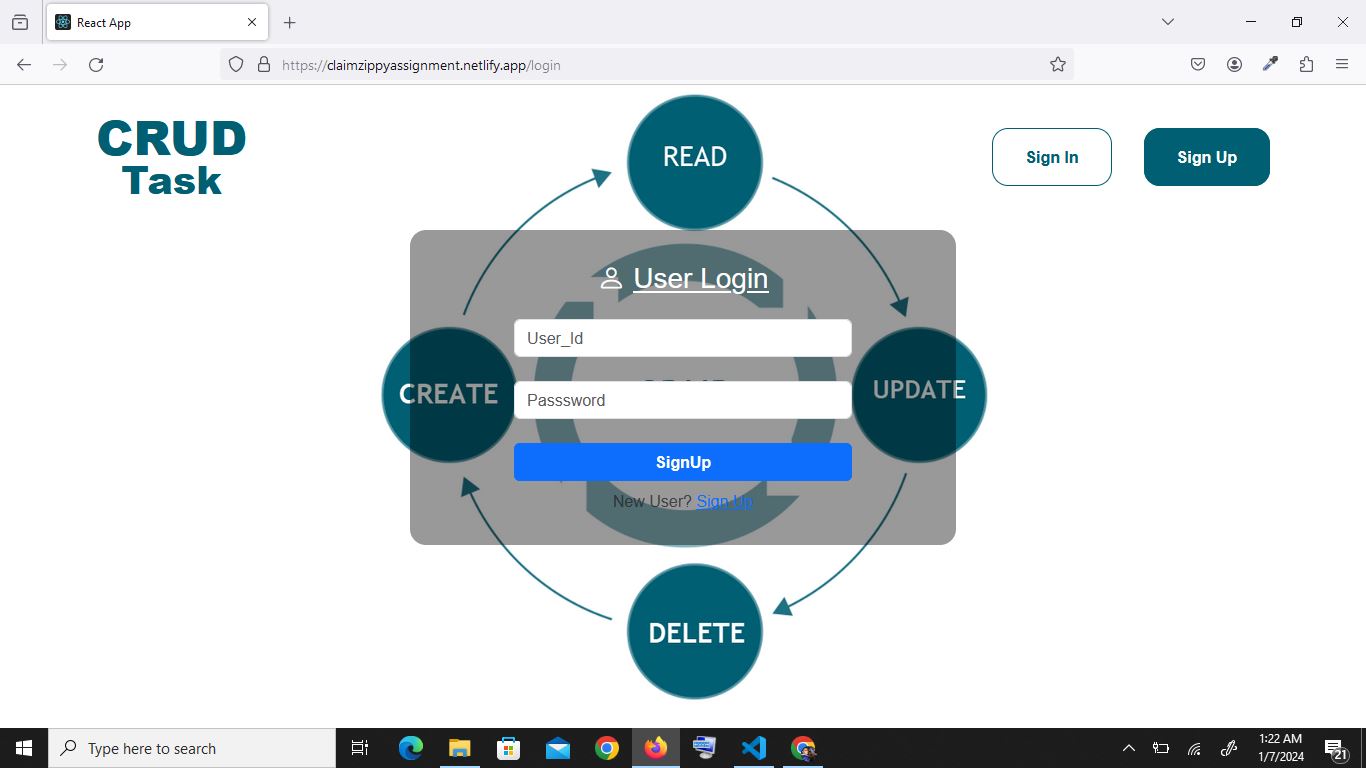 React App
https://claimzippyassignment.netlify.app/login
CRUD
Task
READ
Sign In
Sign Up
User Login
User_Id
CREATE
UPDATE
Passsword
SignUp
New User? Sign Up
DELETE
Type here to search
1:22 AM
1/7/2024
21